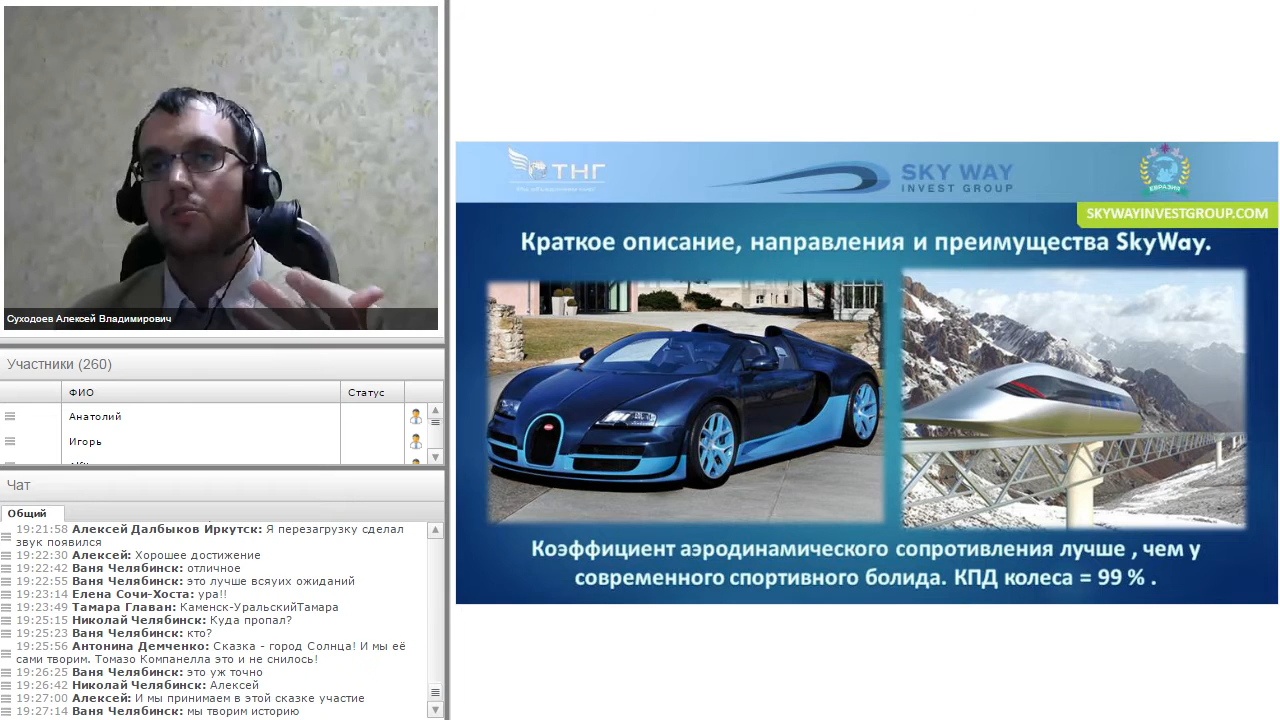 Суходоев Алексей Владимирович
Участники (260)
ФИО
Статус
Анатолий
Игорь
Чат
Общий
19:21:58 Алексей Далбыков Иркутск: Я перезагрузку сделал
звук появился
19:22:30 Алексей: Хорошее достижение
19:22:42 Ваня Челябинск: отличное
19:22:55 Ваня Челябинск: это лучше всяуих ожиданий
19:23:14 Елена Сочи-Хоста: ура!!
19:23:49 Тамара Главан: Каменск-УральскийТамара
19:25:15 Николай Челябинск: Куда пропал?
19:25:23 Ваня Челябинск: кто?
19:25:56 Антонина Демченко: Сказка - город Солнца! И мы её
сами творим. Томазо Компанелла это и не снилось!
19:26:25 Ваня Челябинск: это уж точно
19:26:42 Николай Челябинск: Алексей
19:27:00 Алексей: И мы принимаем в этой сказке участие
19:27:14 Ваня Челябинск: мы творим историю
ТНГ
SKY WAY
INVEST GROUP
ЕВРАЗИЯ
SKYWAYINVESTGROUP.COM
Краткое описание, направления и преимущества SkyWay.
Коэффициент аэродинамического сопротивления лучше , чем у
современного спортивного болида. КПД колеса = 99 % .